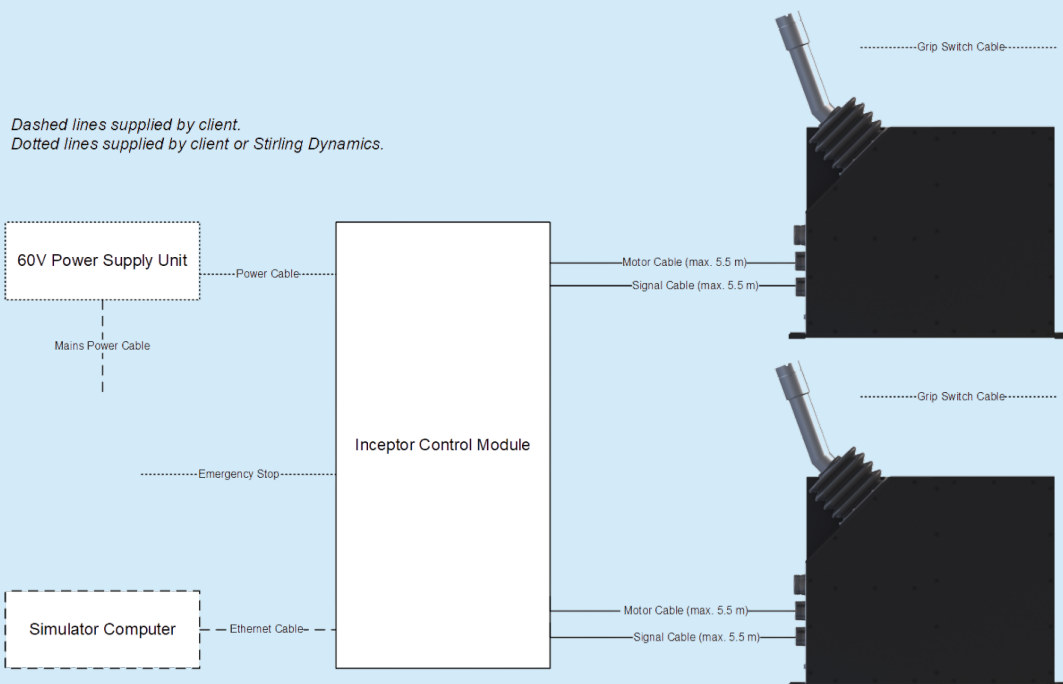 Grip Switch Cable
Dashed lines supplied by client.
Dotted lines supplied by client or Stirling Dynamics.
60V Power Supply Unit
Power Cable
Motor Cable (max. 5.5 m)
Signal Cable (max. 5.5 m)
Mains Power Cable
Grip Switch Cable
Inceptor Control Module
Emergency Stop
Simulator Computer
Ethernet Cable
Motor Cable (max. 5.5 m)
Signal Cable (max. 5.5 m)